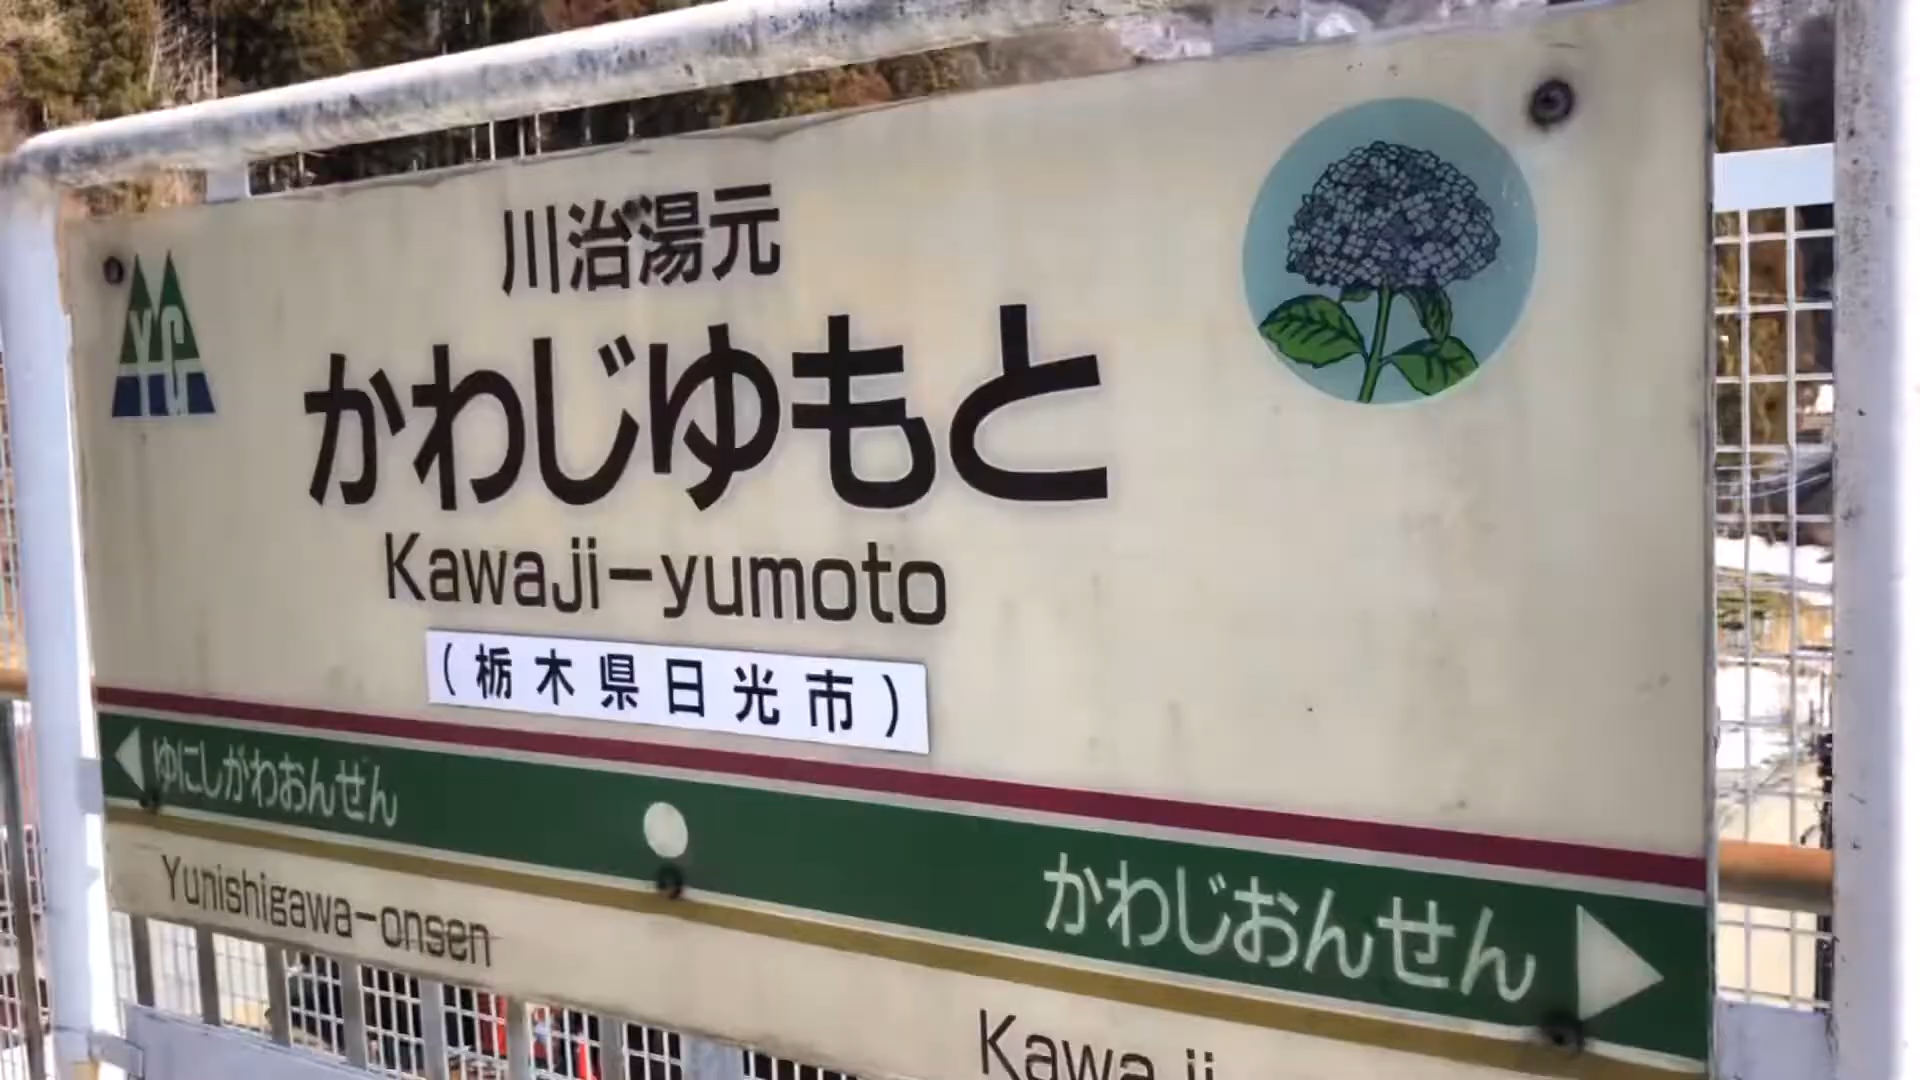 川治湯元
YG
かわじゆもと
Kawaji-yumoto
(栃木県日光市)
ゆにしがわおんせん
かわじおんせん
Yunishigawa-onsen
Kawaji